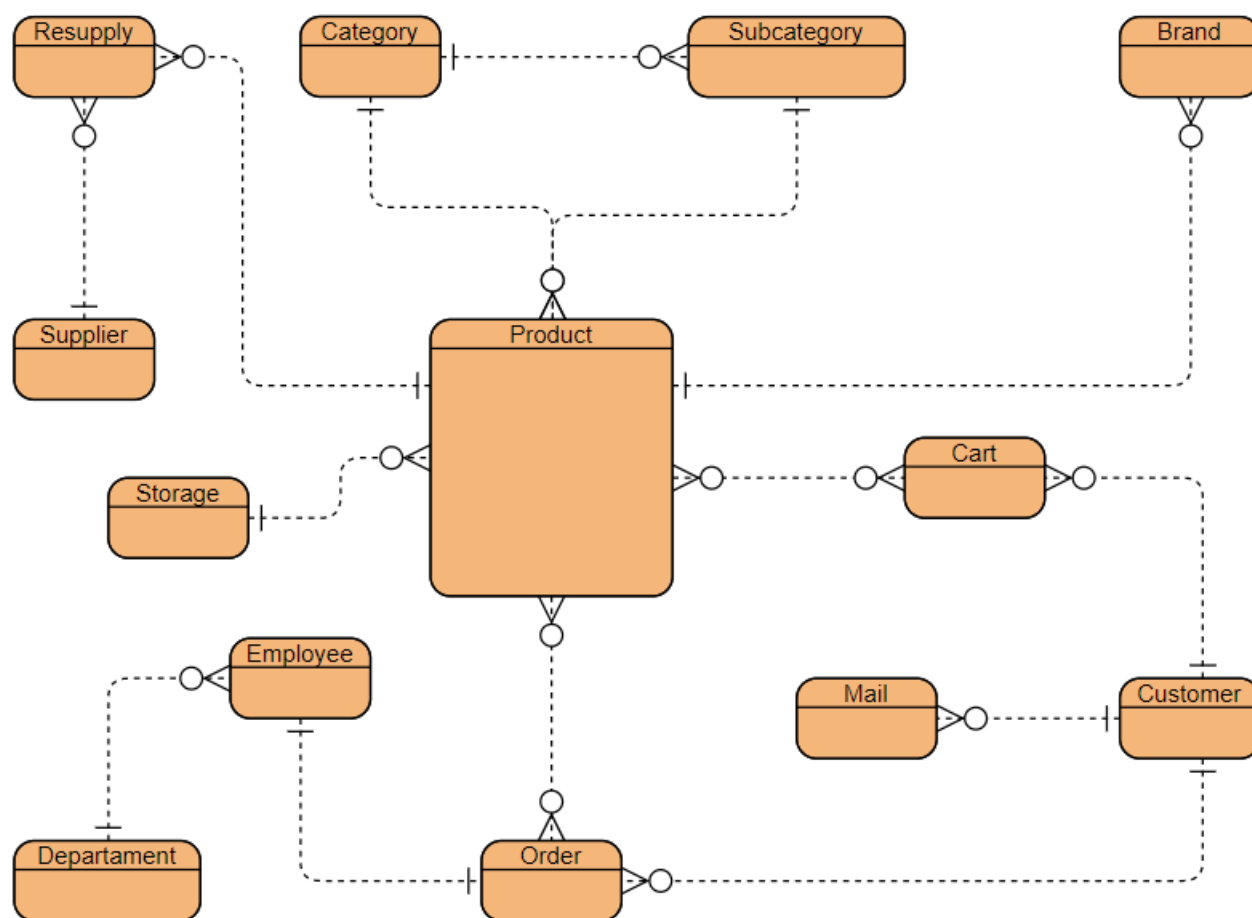 Resupply
Category
Subcategory
Brand
Supplier
Product
Cart
Storage
Employee
Mail
Customer
Departament
Order